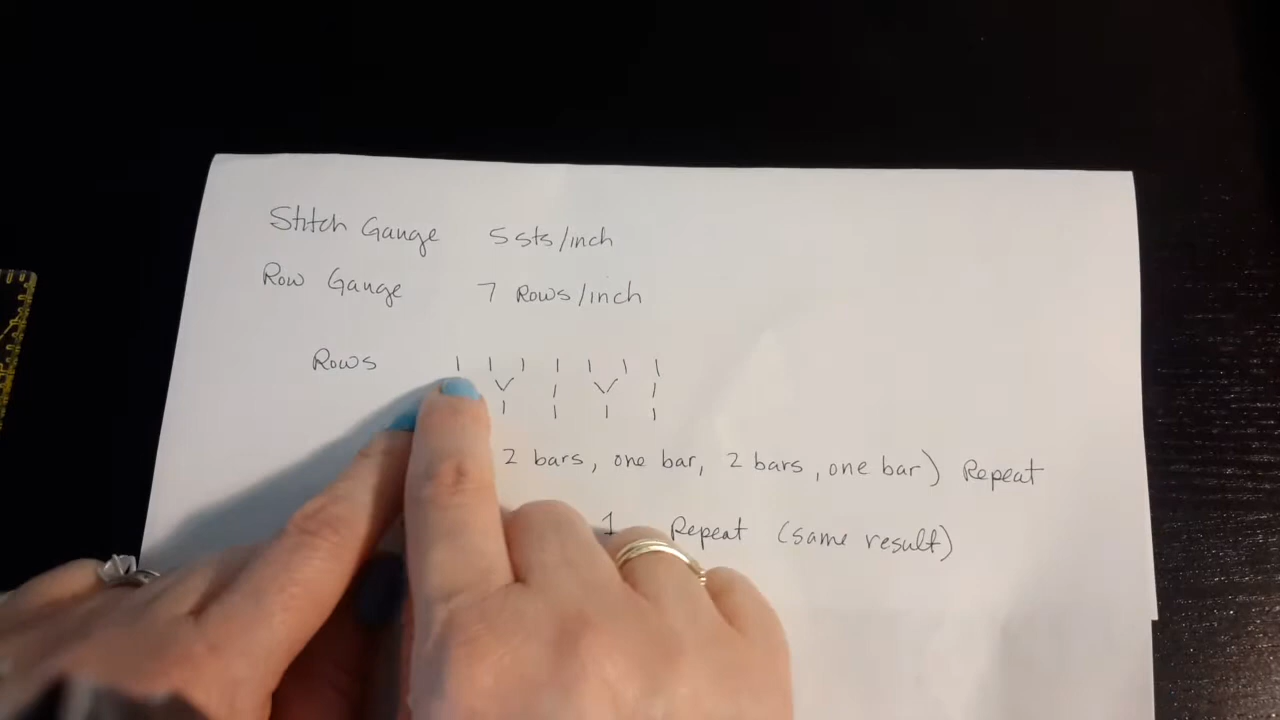 Stitch Gauge 5 sts/inch
Row Gauge 7 Rows/inch
Rows | | | | | | |
2 bars, one bar, 2 bars, one bar) Repeat
1 Repeat (same result)